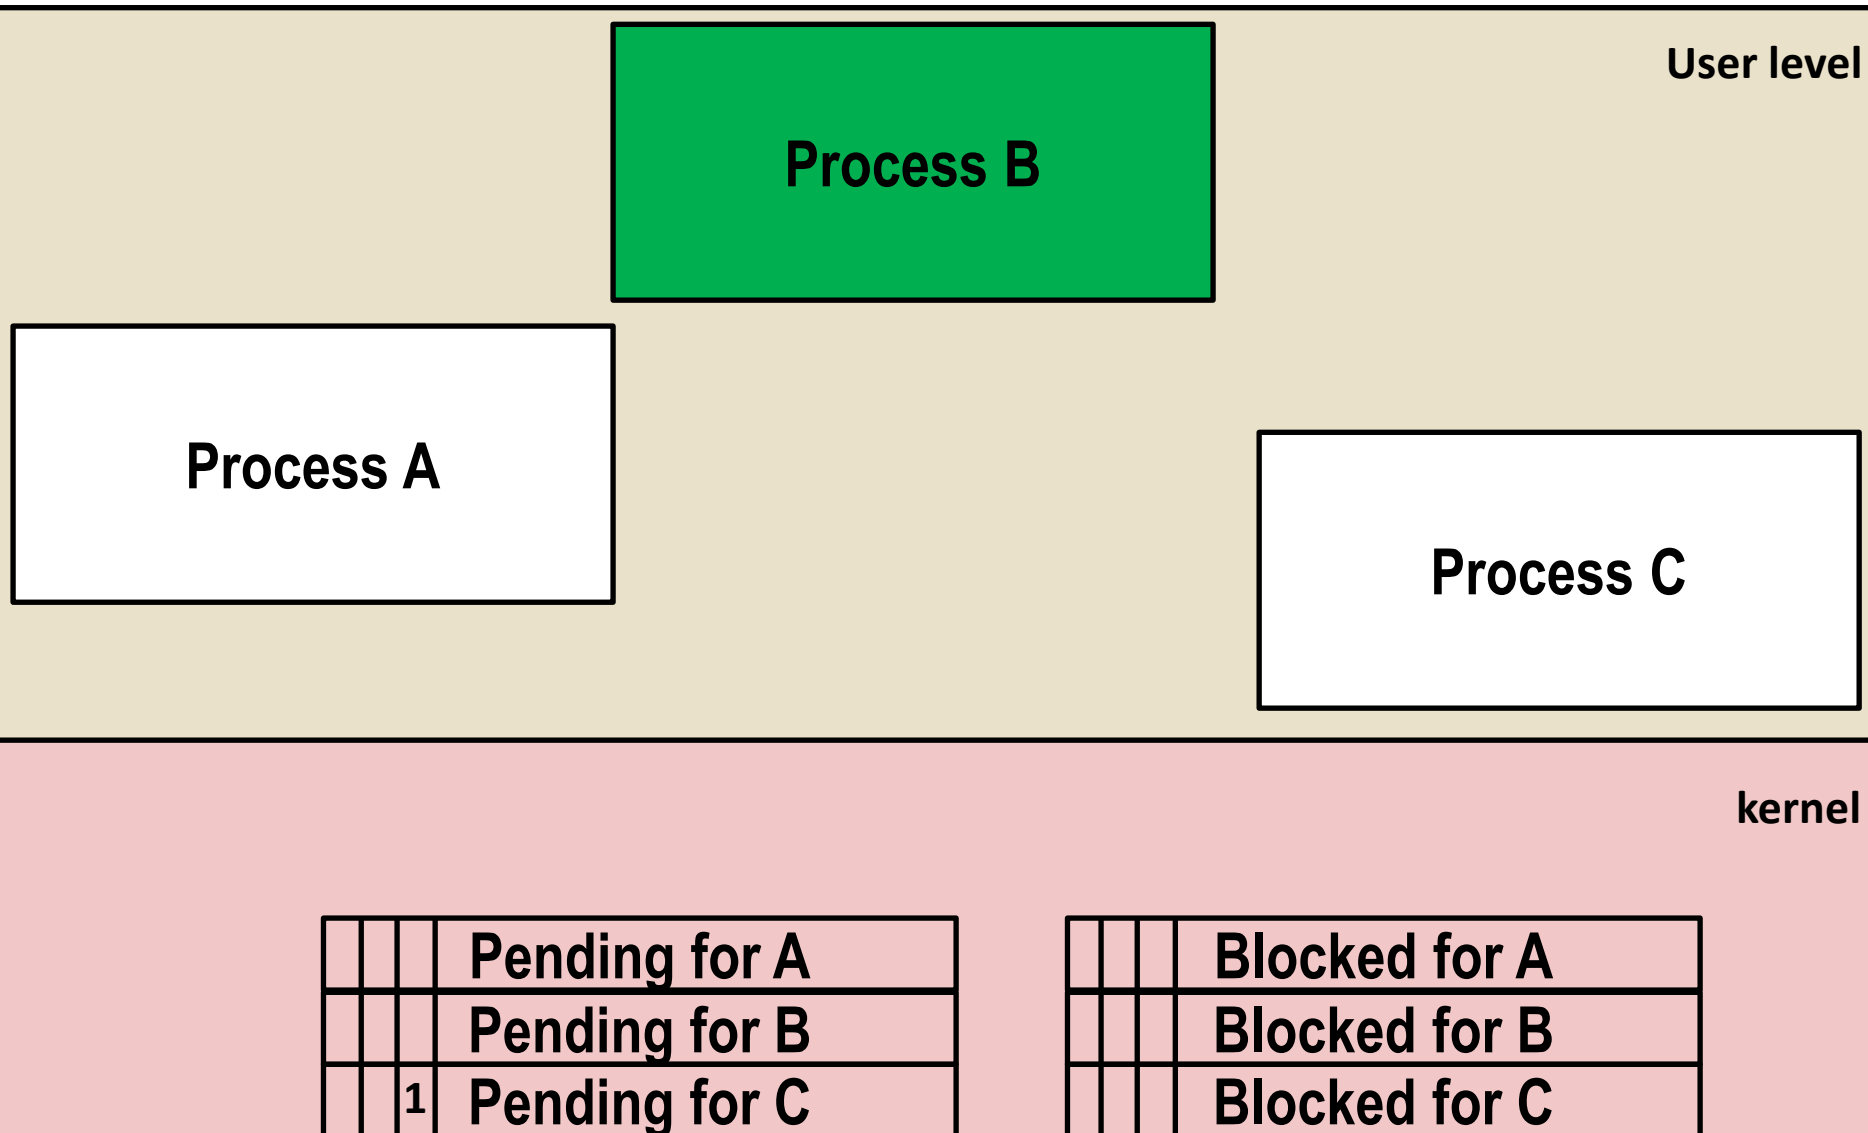 User level
Process B
Process A
Process C
kernel
Pending for A
Blocked for A
Pending for B
Blocked for B
1 Pending for C
Blocked for C